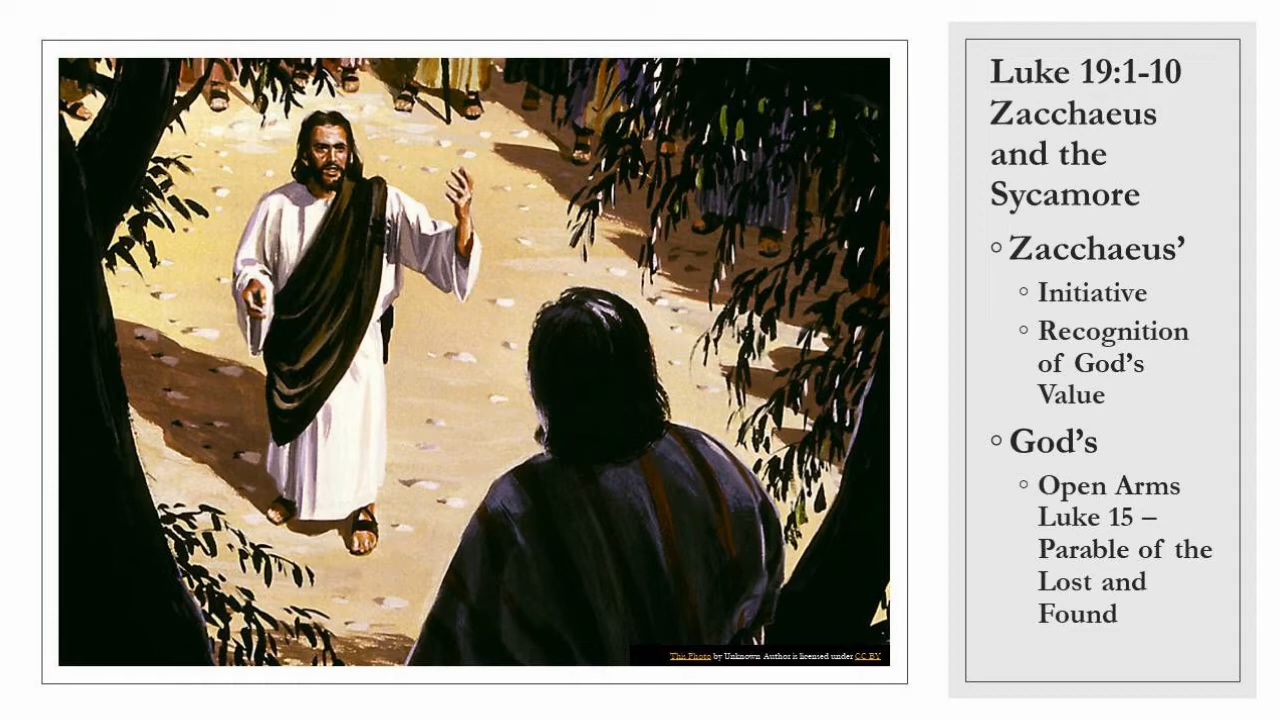 Luke 19:1-10
Zacchaeus
and the
Sycamore
◦ Zacchaeus’
◦ Initiative
◦ Recognition
of God’s
Value
◦ God’s
◦ Open Arms
Luke 15 –
Parable of the
Lost and
Found
This Photo by Unknown Author is licensed under CC BY